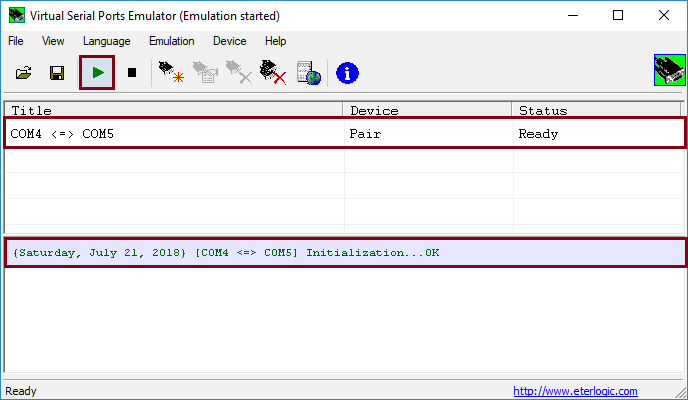 Virtual Serial Ports Emulator (Emulation started)
File View Language Emulation Device Help
Title Device Status
COM4 <=> COM5 Pair Ready
{Saturday, July 21, 2018} [COM4 <=> COM5] Initialization...OK
Ready http://www.eterlogic.com